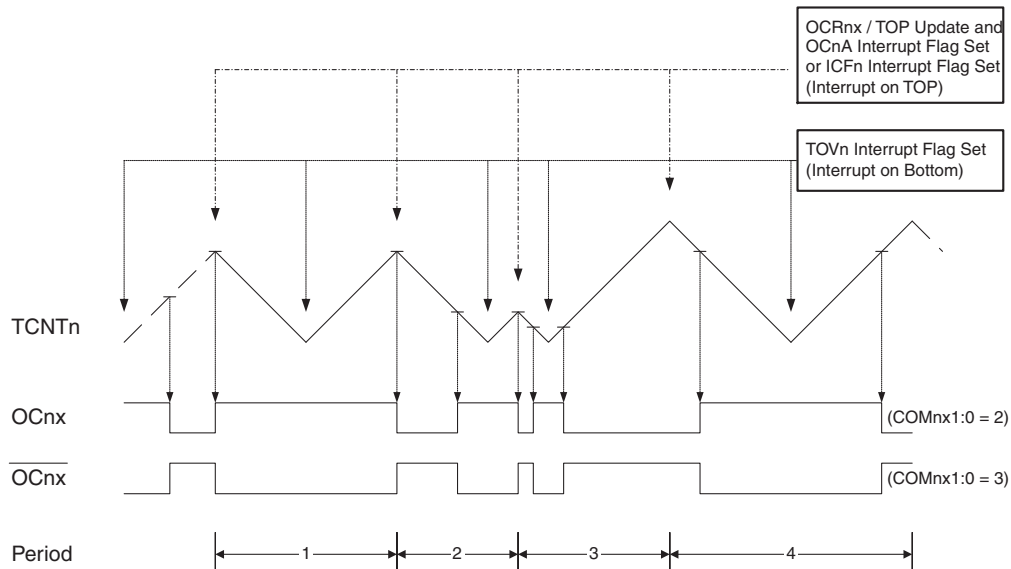 OCRnx / TOP Update and
OCnA Interrupt Flag Set
or ICFn Interrupt Flag Set
(Interrupt on TOP)
TOVn Interrupt Flag Set
(Interrupt on Bottom)
TCNTn
OCnx
(COMnx1:0 = 2)
OCnx
(COMnx1:0 = 3)
Period
1
2
3
4